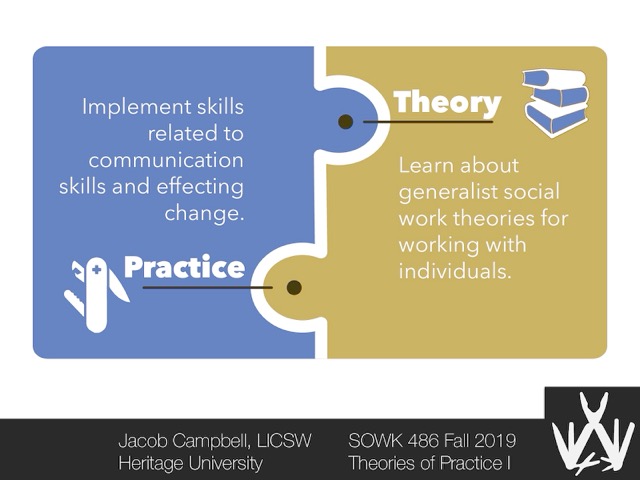 Implement skills
related to
communication
skills and effecting
change.
Practice
Theory
Learn about
generalist social
work theories for
working with
individuals.
Jacob Campbell, LICSW
Heritage University
SOWK 486 Fall 2019
Theories of Practice I